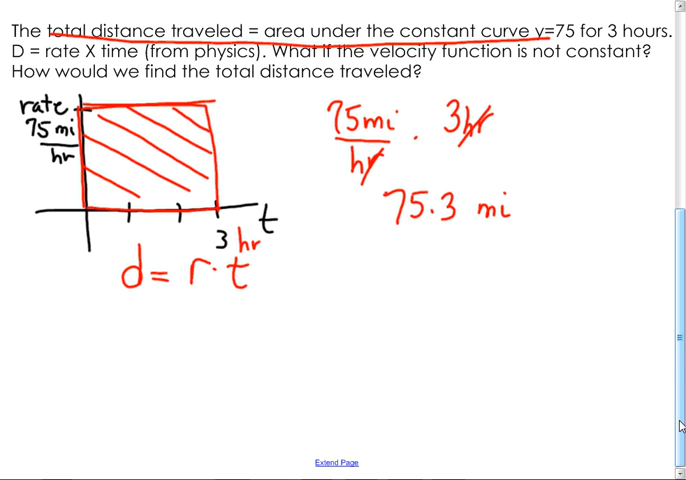 The total distance traveled = area under the constant curve y=75 for 3 hours.
D = rate X time (from physics). What if the velocity function is not constant?
How would we find the total distance traveled?
rate
75 mi
hr
t
3 hr
d = r · t
75mi · 3hr
hr
75.3 mi
Extend Page